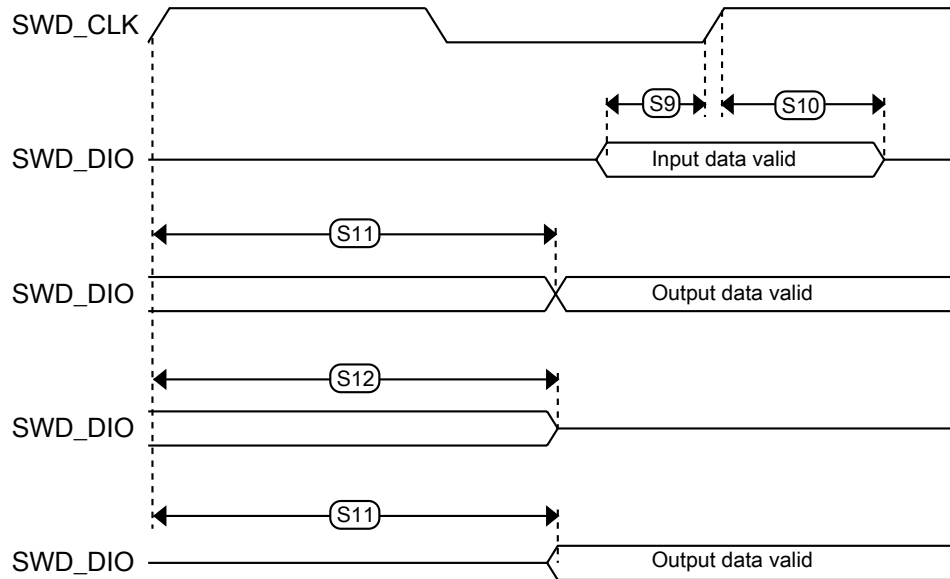 SWD_CLK
S9
S10
SWD_DIO
Input data valid
S11
SWD_DIO
Output data valid
S12
SWD_DIO
S11
SWD_DIO
Output data valid